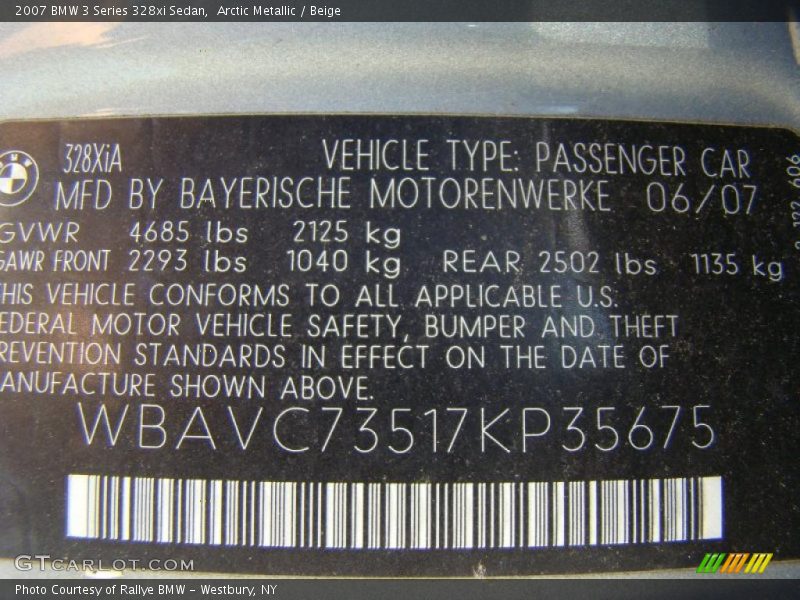 2007 BMW 3 Series 328xi Sedan, Arctic Metallic / Beige
BMW
328XiA
VEHICLE TYPE: PASSENGER CAR
MFD BY BAYERISCHE MOTORENWERKE 06/07
GVWR 4685 lbs 2125 kg
GAWR FRONT 2293 lbs 1040 kg REAR 2502 lbs 1135 kg
THIS VEHICLE CONFORMS TO ALL APPLICABLE U.S.
EDERAL MOTOR VEHICLE SAFETY, BUMPER AND THEFT
REVENTION STANDARDS IN EFFECT ON THE DATE OF
ANUFACTURE SHOWN ABOVE.
WBAVC73517KP35675
GTCARLOT.COM
Photo Courtesy of Rallye BMW - Westbury, NY